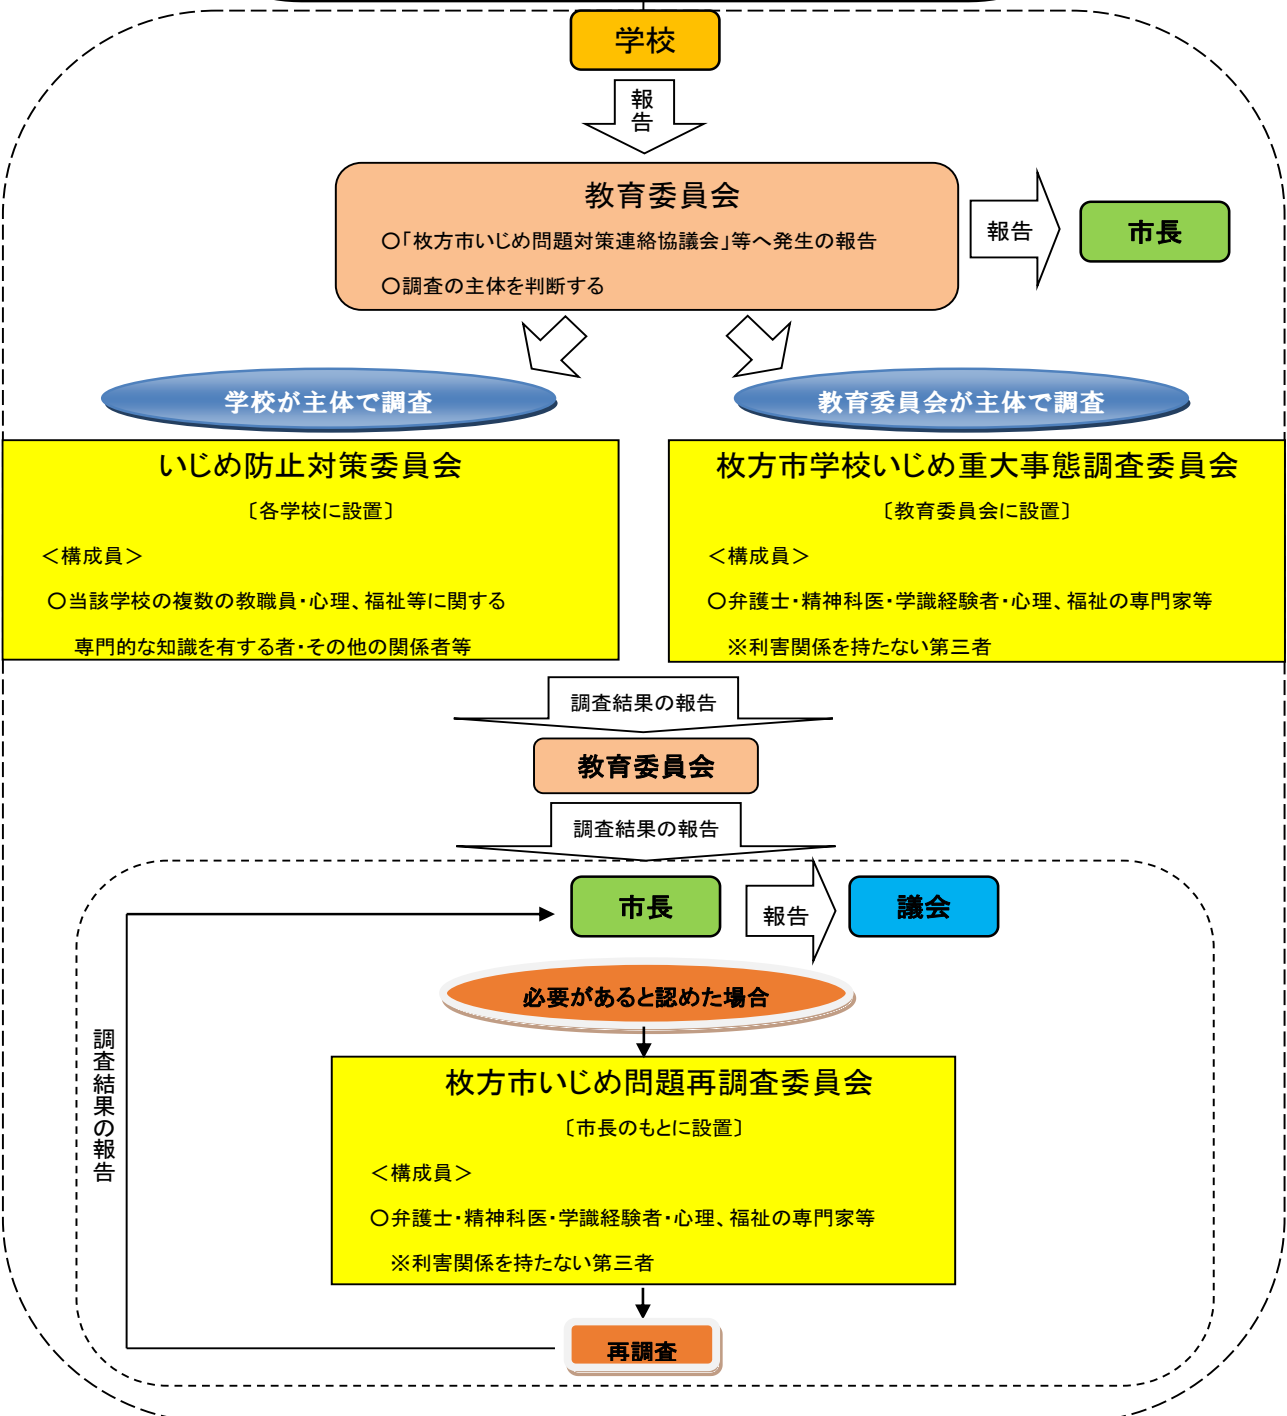 学校
報告
教育委員会
〇「枚方市いじめ問題対策連絡協議会」等へ発生の報告
〇調査の主体を判断する
報告
市長
学校が主体で調査
教育委員会が主体で調査
いじめ防止対策委員会
〔各学校に設置〕
＜構成員＞
〇当該学校の複数の教職員・心理、福祉等に関する
専門的な知識を有する者・その他の関係者等
枚方市学校いじめ重大事態調査委員会
〔教育委員会に設置〕
＜構成員＞
〇弁護士・精神科医・学識経験者・心理、福祉の専門家等
※利害関係を持たない第三者
調査結果の報告
教育委員会
調査結果の報告
市長
報告
議会
必要があると認めた場合
調査結果の報告
枚方市いじめ問題再調査委員会
〔市長のもとに設置〕
＜構成員＞
〇弁護士・精神科医・学識経験者・心理、福祉の専門家等
※利害関係を持たない第三者
再調査